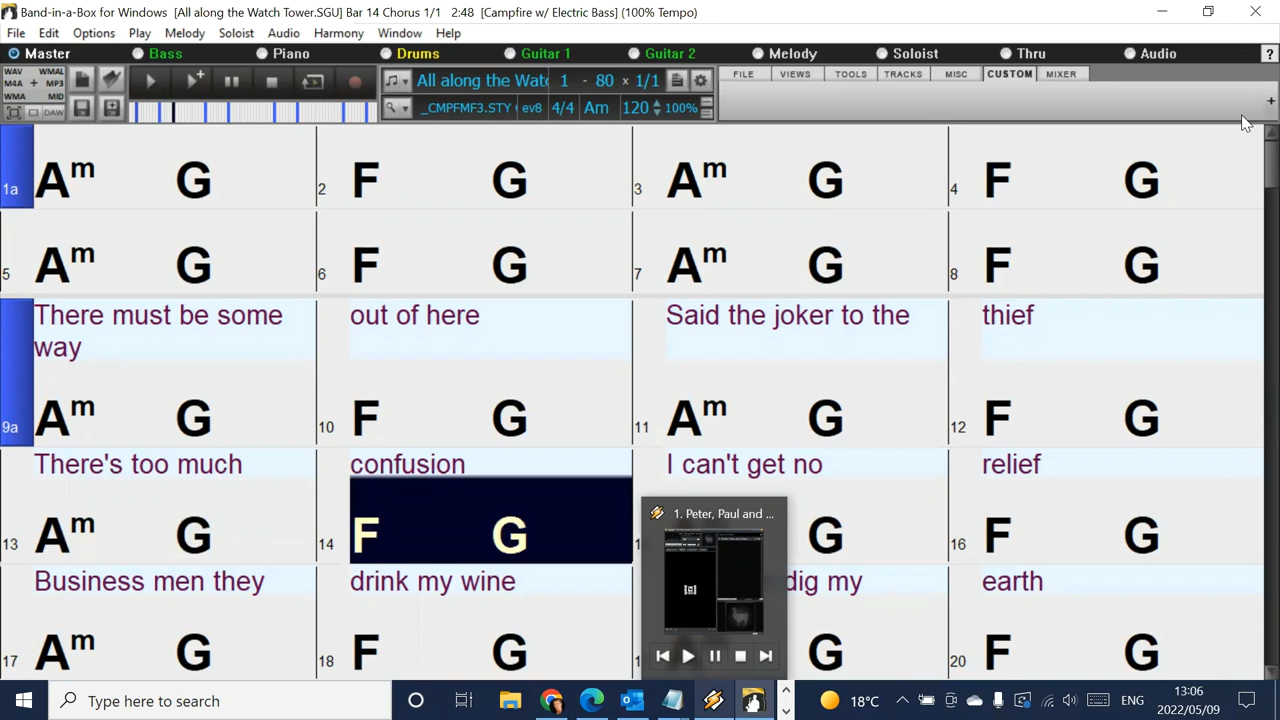 Band-in-a-Box for Windows [All along the Watch Tower.SGU] Bar 14 Chorus 1/1 2:48 [Campfire w/ Electric Bass] (100% Tempo)
File Edit Options Play Melody Soloist Audio Harmony Window Help
Master Bass Piano Drums Guitar 1 Guitar 2 Melody Soloist Thru Audio ?
WAV WMAL
M4A + MP3
WMA MID
DAW
All along the Watc 1 - 80 x 1/1
_CMPFMF3.STY ev8 4/4 Am 120 100%
FILE VIEWS TOOLS TRACKS MISC CUSTOM MIXER
+
1a Am G 2 F G 3 Am G 4 F G
5 Am G 6 F G 7 Am G 8 F G
There must be some out of here Said the joker to the thief
way
9a Am G 10 F G 11 Am G 12 F G
There's too much confusion I can't get no relief
13 Am G 14 F G G 16 F G
Business men they drink my wine dig my earth
17 Am G 18 F G G 20 F G
1. Peter, Paul and ...
Type here to search
18°C
ENG
13:06
2022/05/09